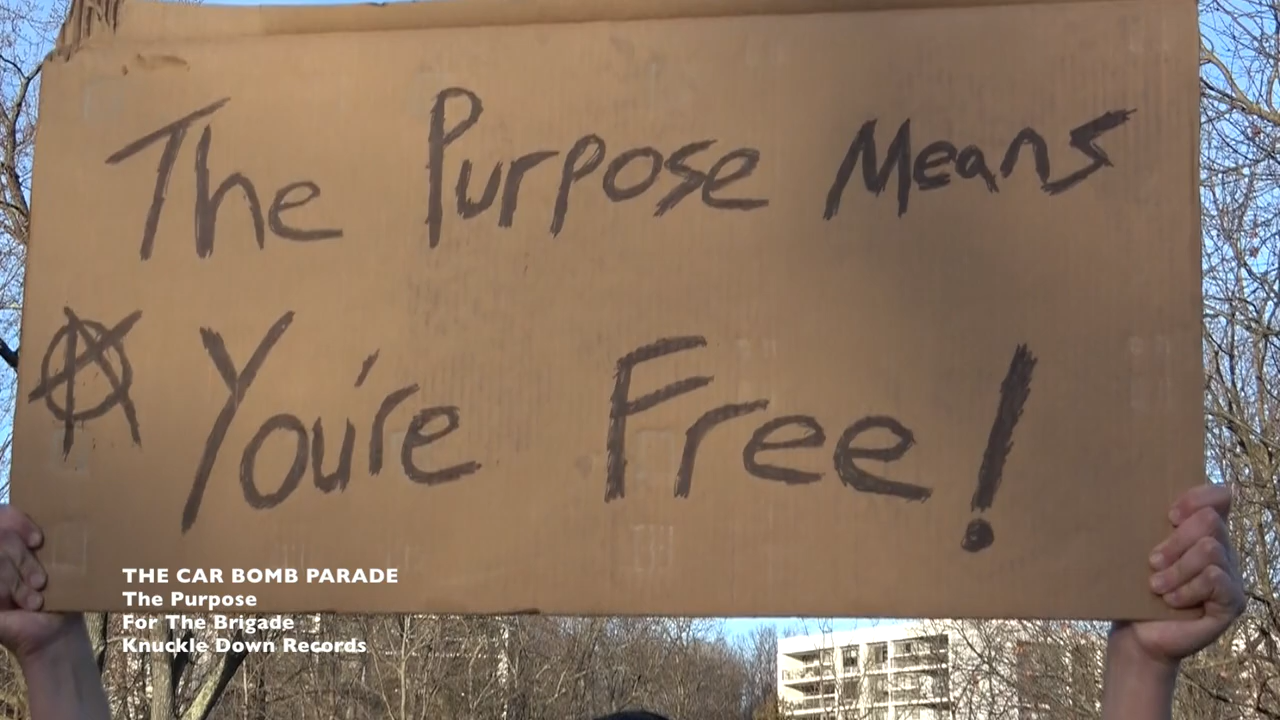 The Purpose Means
You're Free!
THE CAR BOMB PARADE
The Purpose
For The Brigade
Knuckle Down Records